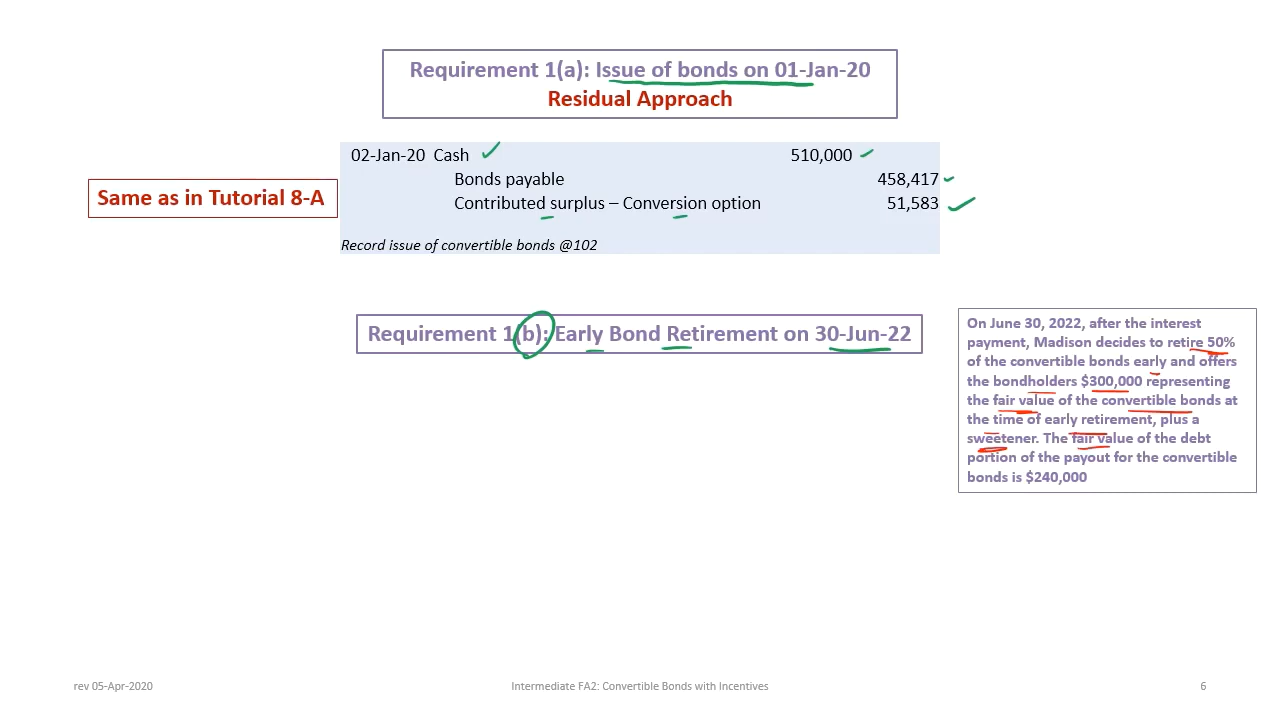 Requirement 1(a): Issue of bonds on 01-Jan-20
Residual Approach
02-Jan-20 Cash 510,000
Bonds payable 458,417
Contributed surplus – Conversion option 51,583
Record issue of convertible bonds @102
Same as in Tutorial 8-A
Requirement 1(b): Early Bond Retirement on 30-Jun-22
On June 30, 2022, after the interest
payment, Madison decides to retire 50%
of the convertible bonds early and offers
the bondholders $300,000 representing
the fair value of the convertible bonds at
the time of early retirement, plus a
sweetener. The fair value of the debt
portion of the payout for the convertible
bonds is $240,000
rev 05-Apr-2020
Intermediate FA2: Convertible Bonds with Incentives
6